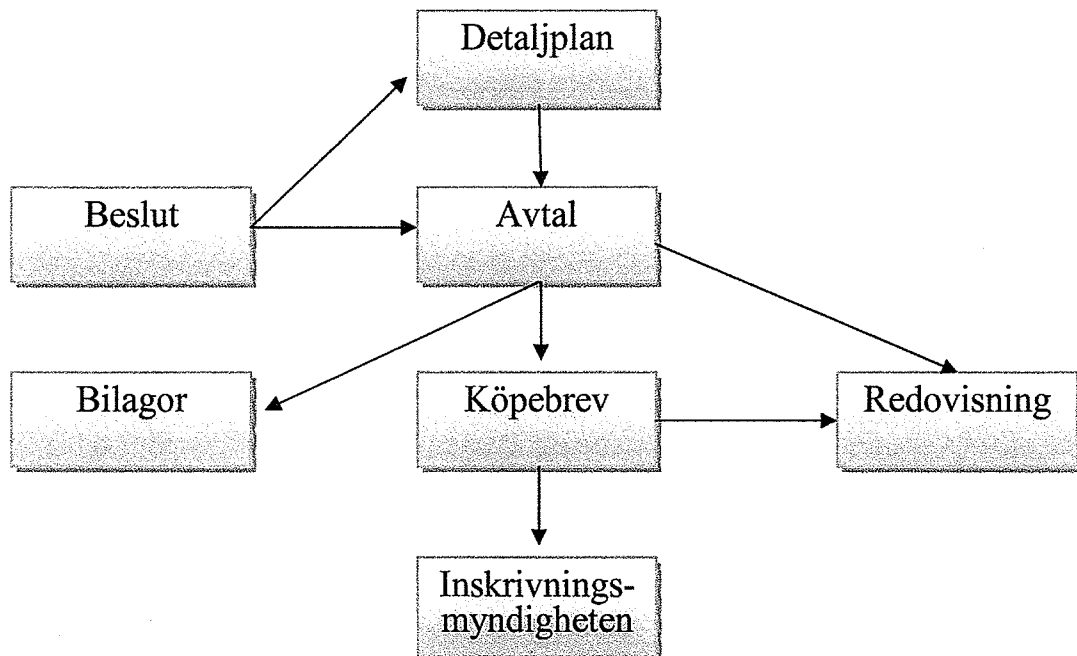 Detaljplan
Beslut
Avtal
Bilagor
Köpebrev
Redovisning
Inskrivnings-
myndigheten